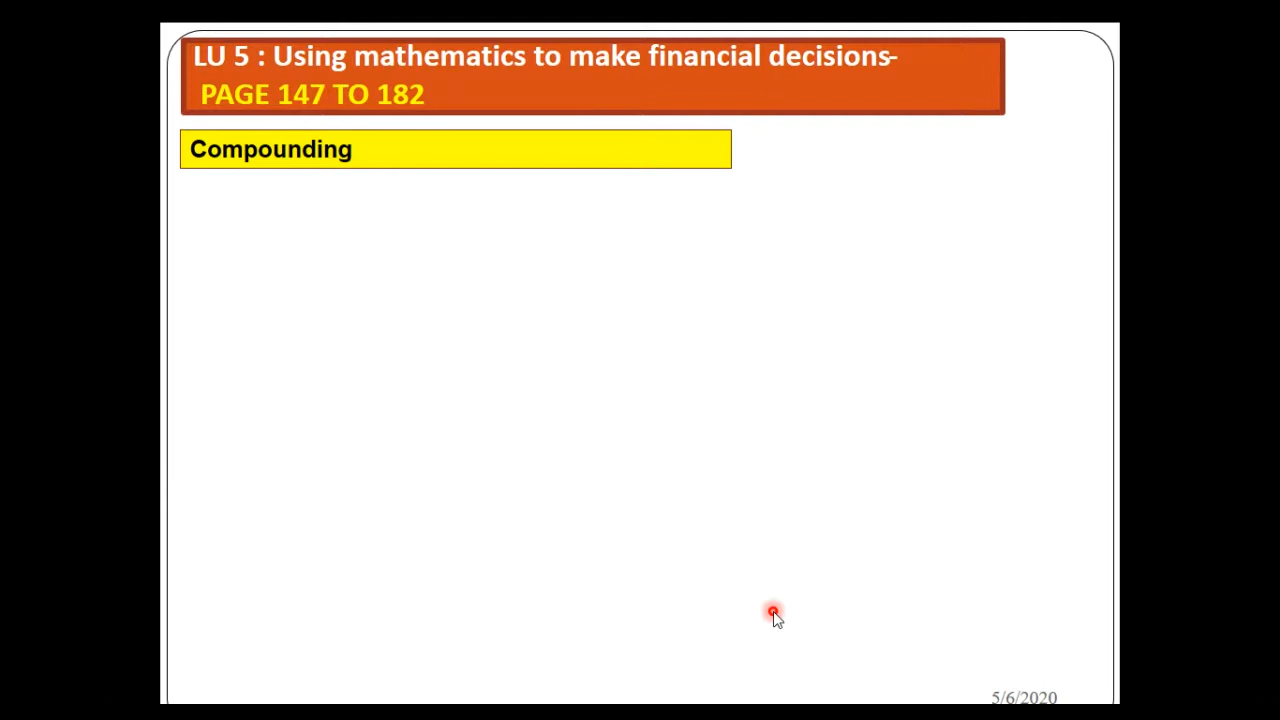 LU 5 : Using mathematics to make financial decisions-
PAGE 147 TO 182
Compounding
5/6/2020